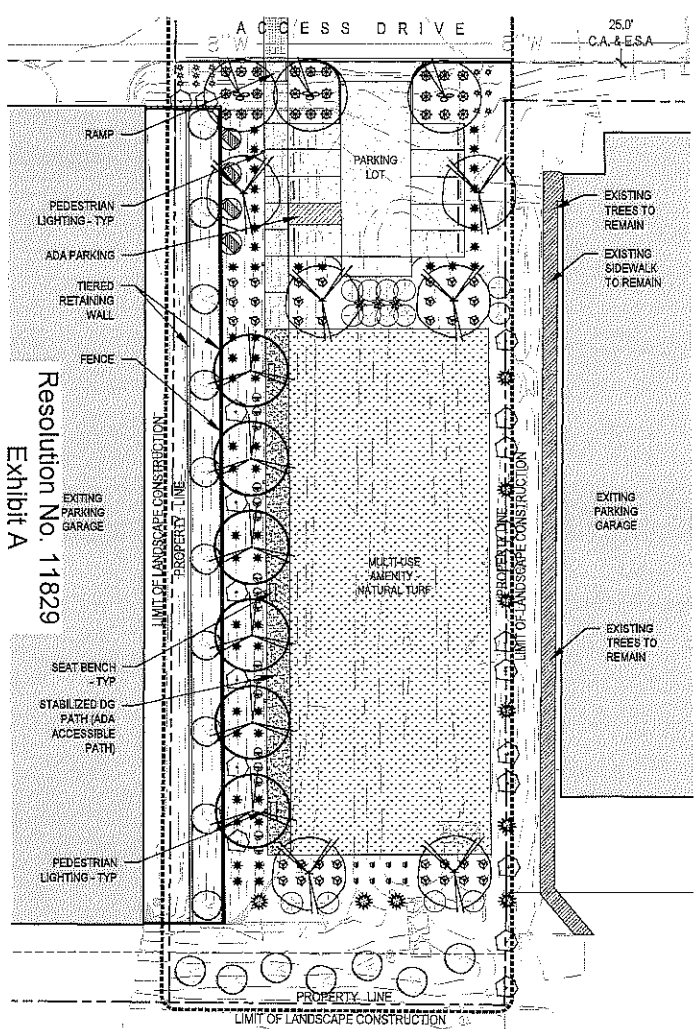 ACCESS DRIVE
8" W
8" W
25.0'
C.A. & E.S.A
RAMP
PEDESTRIAN
LIGHTING - TYP
ADA PARKING
TIERED
RETAINING
WALL
FENCE
PARKING
LOT
EXISTING
TREES TO
REMAIN
EXISTING
SIDEWALK
TO REMAIN
Resolution No. 11829
Exhibit A
EXITING
PARKING
GARAGE
LIMIT OF LANDSCAPE CONSTRUCTION
PROPERTY LINE
MULTI-USE
AMENITY
NATURAL TURF
PROPERTY LINE
LIMIT OF LANDSCAPE CONSTRUCTION
EXITING
PARKING
GARAGE
EXISTING
TREES TO
REMAIN
SEAT BENCH
- TYP
STABILIZED DG
PATH (ADA
ACCESSIBLE
PATH)
PEDESTRIAN
LIGHTING - TYP
PROPERTY LINE
LIMIT OF LANDSCAPE CONSTRUCTION